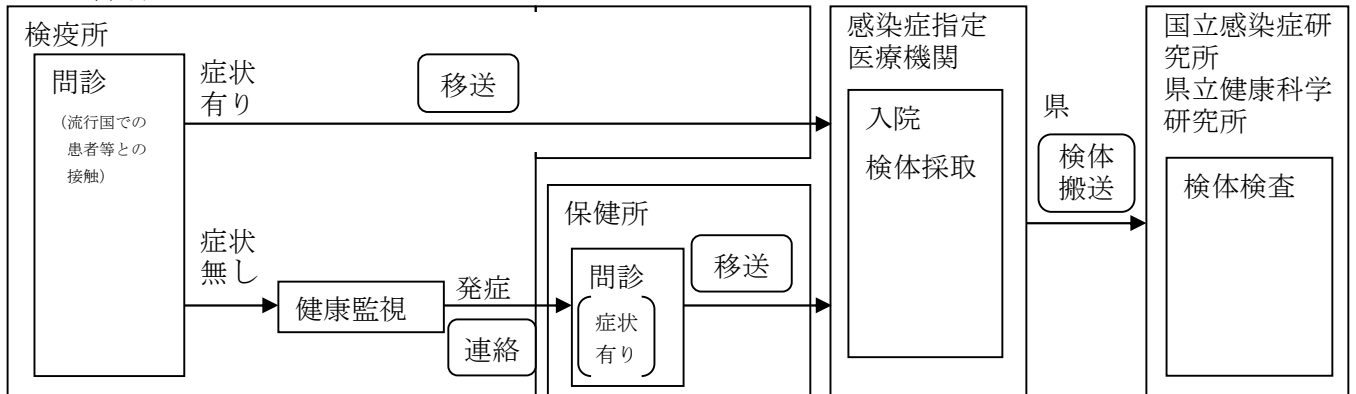 検疫所
問診
（流行国での
患者等との
接触）
症状
有り
移送
症状
無し
健康監視
発症
連絡
保健所
問診
症状
有り
移送
感染症指定
医療機関
入院
検体採取
県
検体
搬送
国立感染症研
究所
県立健康科学
研究所
検体検査